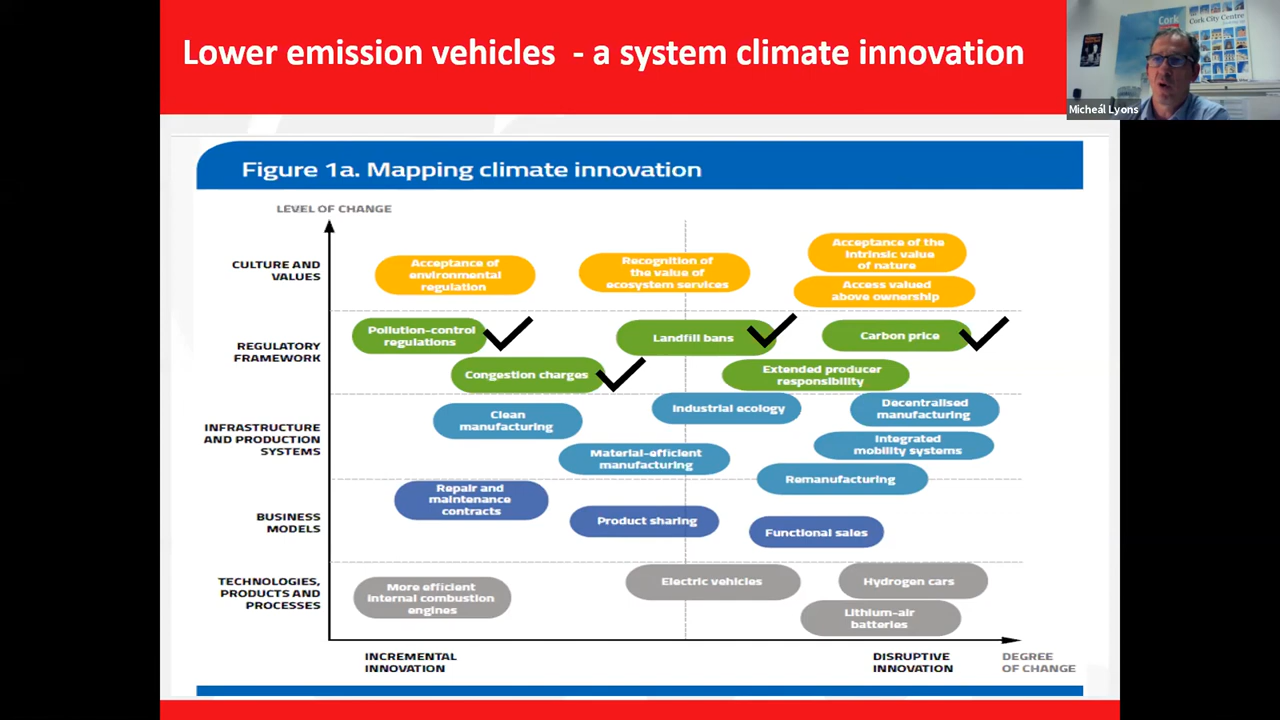 Lower emission vehicles - a system climate innovation
Cork
Cork City Centre
Micheál Lyons
Figure 1a. Mapping climate innovation
LEVEL OF CHANGE
CULTURE AND
VALUES
Acceptance of
environmental
regulation
Recognition of
the value of
ecosystem services
Acceptance of the
Intrinsic value
of nature
Access valued
above ownership
REGULATORY
FRAMEWORK
Pollution-control
regulations
Landfill bans
Carbon price
Congestion charges
Extended producer
responsibility
INFRASTRUCTURE
AND PRODUCTION
SYSTEMS
Clean
manufacturing
Industrial ecology
Decentralised
manufacturing
Material-efficient
manufacturing
Integrated
mobility systems
Remanufacturing
BUSINESS
MODELS
Repair and
maintenance
contracts
Product sharing
Functional sales
TECHNOLOGIES,
PRODUCTS AND
PROCESSES
More efficient
internal combustion
engines
Electric vehicles
Hydrogen cars
Lithium-air
batteries
INCREMENTAL
INNOVATION
DISRUPTIVE
INNOVATION
DEGREE
OF CHANGE